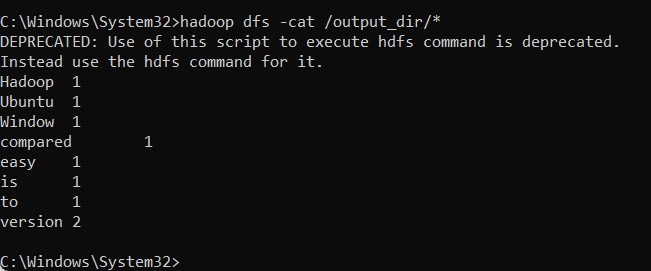 C:\Windows\System32>hadoop dfs -cat /output_dir/*
DEPRECATED: Use of this script to execute hdfs command is deprecated.
Instead use the hdfs command for it.
Hadoop  1
Ubuntu  1
Window  1
compared        1
easy    1
is      1
to      1
version 2
C:\Windows\System32>